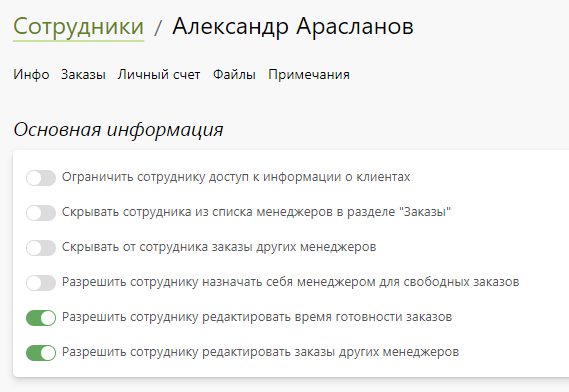 Сотрудники / Александр Арасланов
Инфо Заказы Личный счет Файлы Примечания
Основная информация
Ограничить сотруднику доступ к информации о клиентах
Скрывать сотрудника из списка менеджеров в разделе "Заказы"
Скрывать от сотрудника заказы других менеджеров
Разрешить сотруднику назначать себя менеджером для свободных заказов
Разрешить сотруднику редактировать время готовности заказов
Разрешить сотруднику редактировать заказы других менеджеров